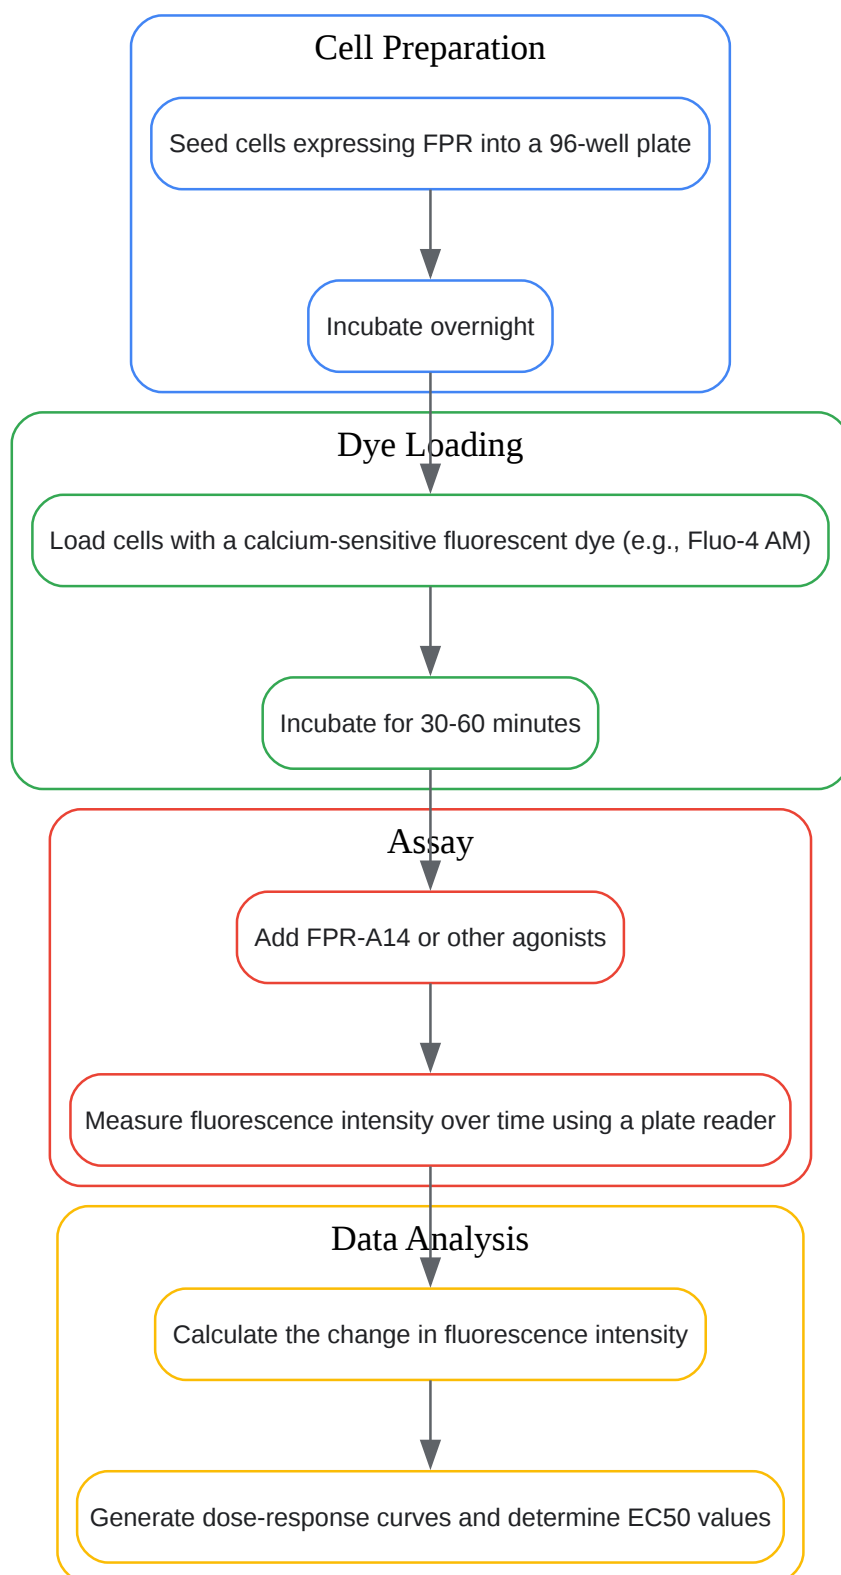 Cell Preparation
Seed cells expressing FPR into a 96-well plate
Incubate overnight
Dye Loading
Load cells with a calcium-sensitive fluorescent dye (e.g., Fluo-4 AM)
Incubate for 30-60 minutes
Assay
Add FPR-A14 or other agonists
Measure fluorescence intensity over time using a plate reader
Data Analysis
Calculate the change in fluorescence intensity
Generate dose-response curves and determine EC50 values